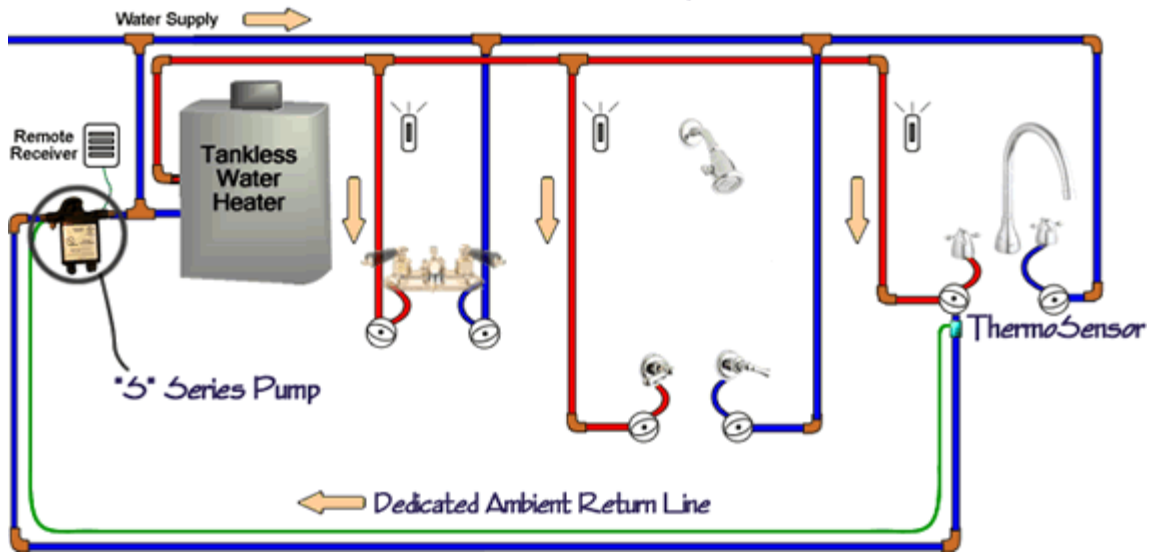 Water Supply
Remote
Receiver
Tankless
Water
Heater
ThermoSensor
"S" Series Pump
Dedicated Ambient Return Line